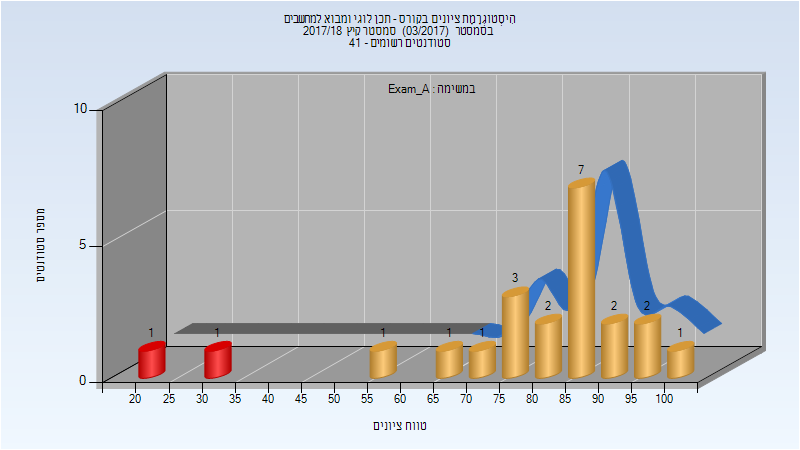 היסטוגרמת ציונים בקורס - תכן לוגי ומבוא למחשבים
בסמסטר (03/2017) סמסטר קיץ 2017/18
סטודנטים רשומים - 41
במשימה : Exam_A
מספר סטודנטים
10
5
0
1 1 1 1 1 3 2 7 2 2 1
20 25 30 35 40 45 50 55 60 65 70 75 80 85 90 95 100
טווח ציונים